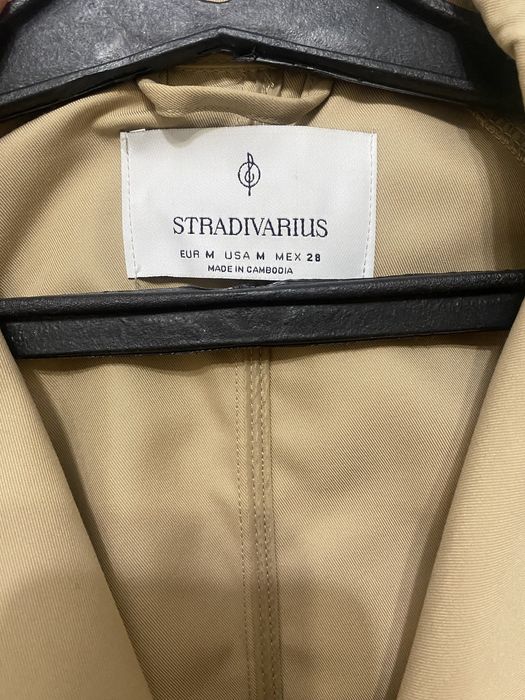 STRADIVARIUS
EUR M USA M MEX 28
MADE IN CAMBODIA